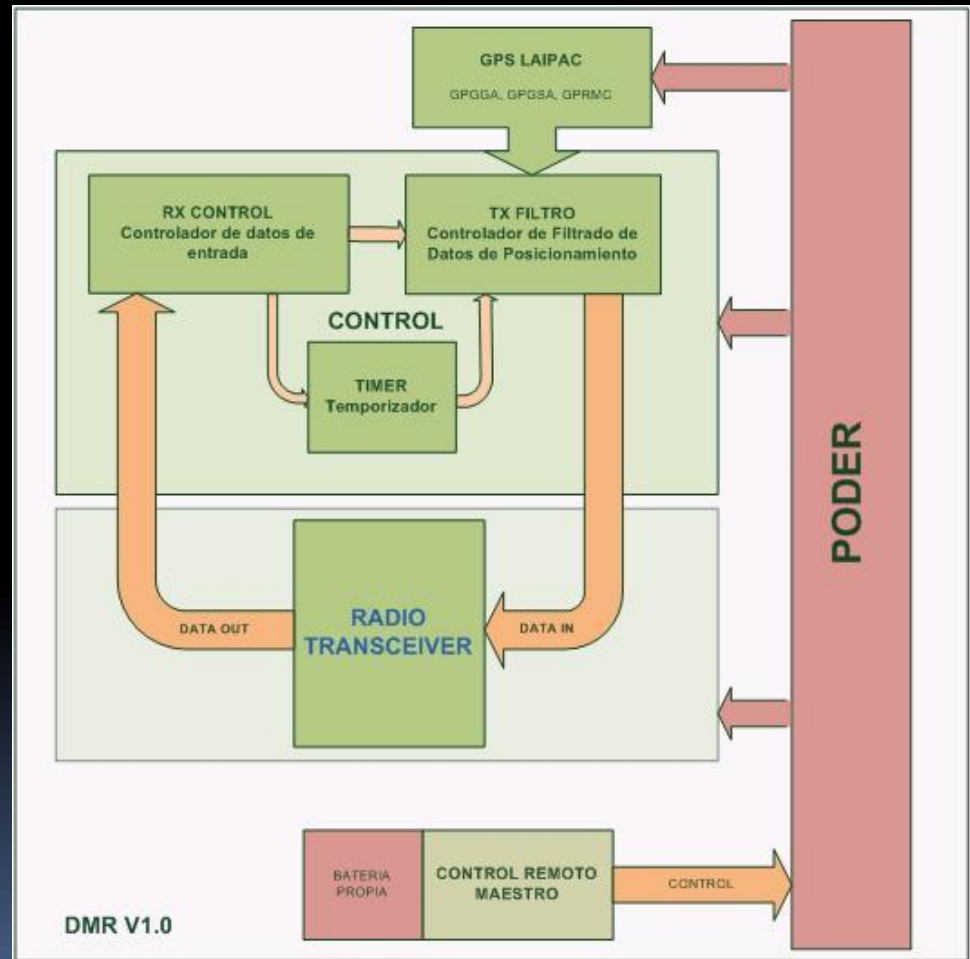 GPS LAIPAC
GPGGA, GPGSA, GPRMC
RX CONTROL
Controlador de datos de
entrada
TX FILTRO
Controlador de Filtrado de
Datos de Posicionamiento
CONTROL
TIMER
Temporizador
PODER
RADIO
TRANSCEIVER
DATA OUT
DATA IN
BATERIA
PROPIA
CONTROL REMOTO
MAESTRO
CONTROL
DMR V1.0